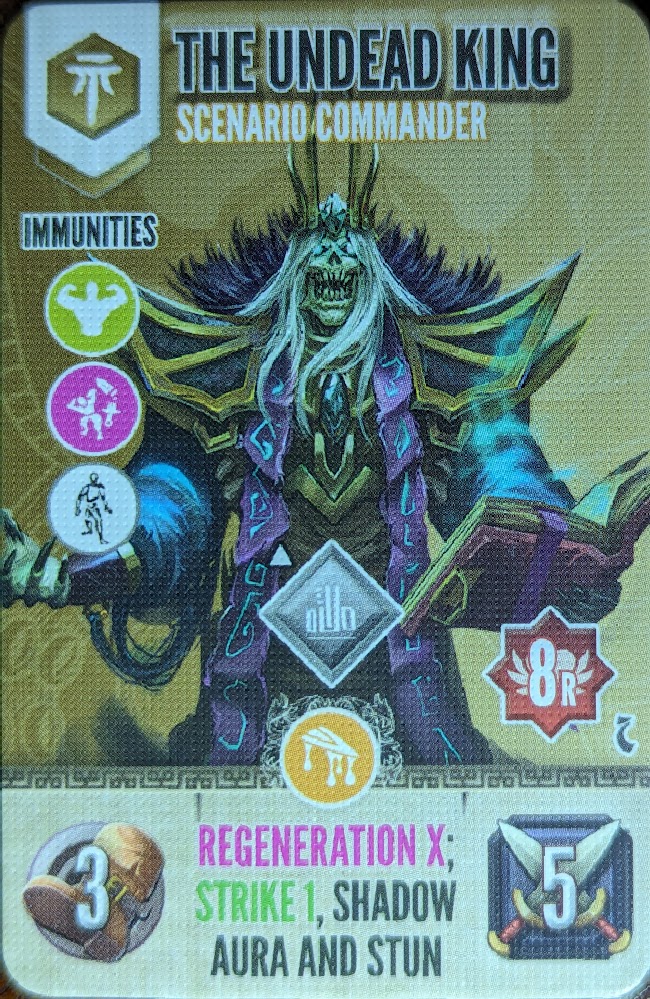 THE UNDEAD KING
SCENARIO COMMANDER
IMMUNITIES
8R
3
REGENERATION X;
STRIKE 1, SHADOW
AURA AND STUN
5